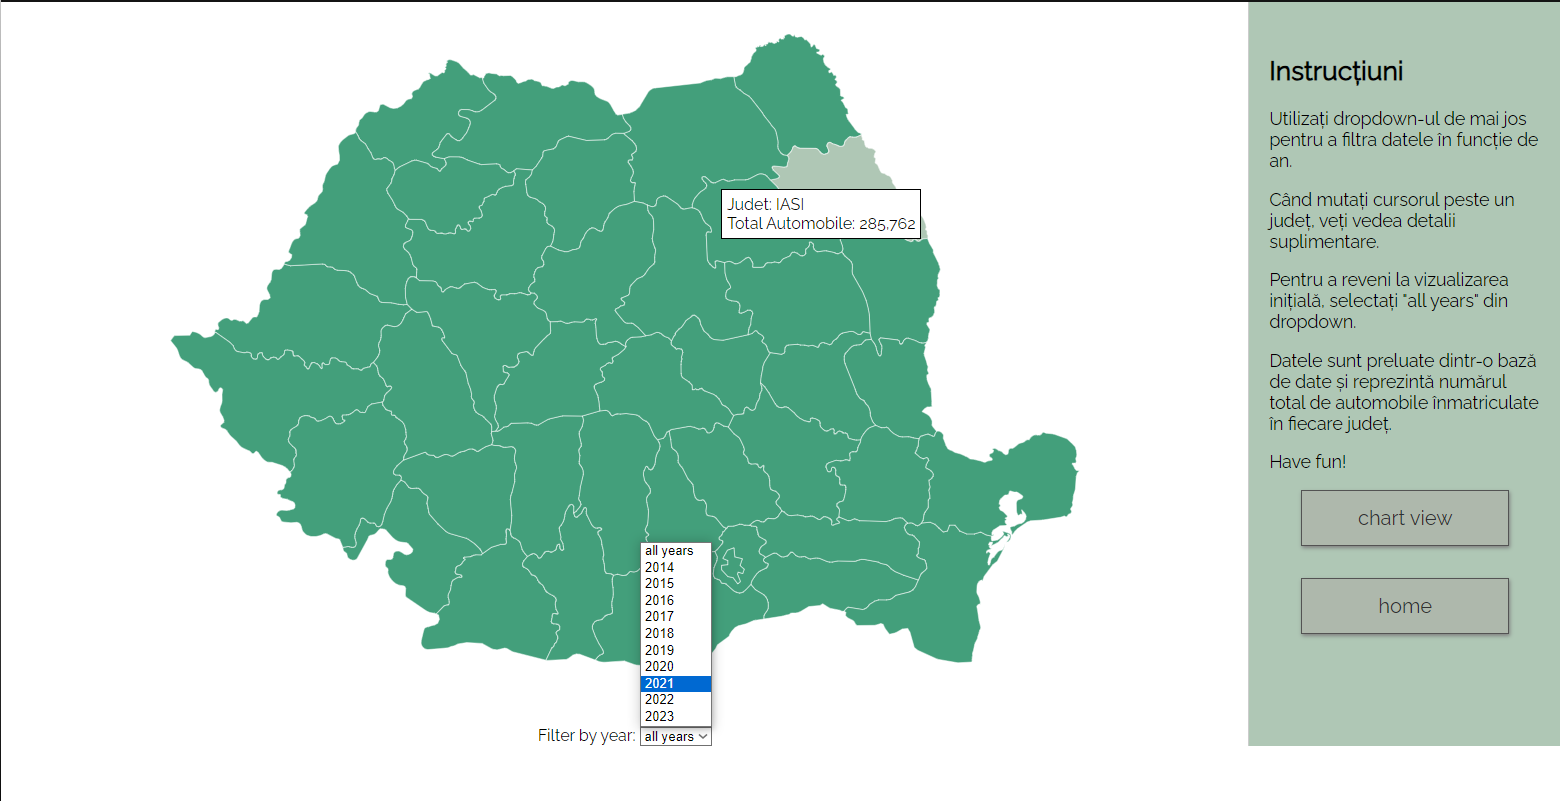 Judet: IASI
Total Automobile: 285,762
all years
2014
2015
2016
2017
2018
2019
2020
2021
2022
2023
Filter by year: all years
Instrucțiuni
Utilizați dropdown-ul de mai jos
pentru a filtra datele în funcție de
an.
Când mutați cursorul peste un
județ, veți vedea detalii
suplimentare.
Pentru a reveni la vizualizarea
inițială, selectați "all years" din
dropdown.
Datele sunt preluate dintr-o bază
de date și reprezintă numărul
total de automobile înmatriculate
în fiecare județ.
Have fun!
chart view
home